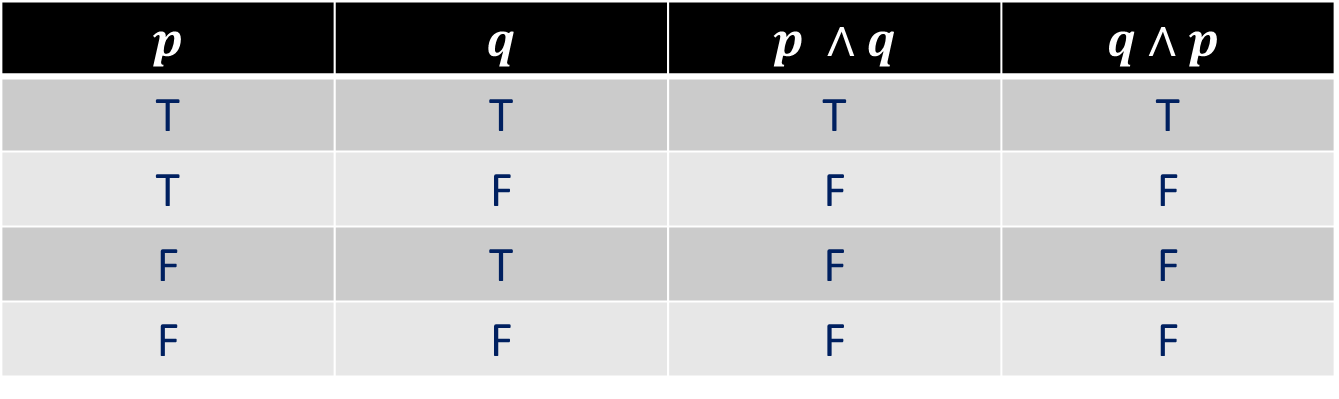 p q p ∧ q q ∧ p
T T T T
T F F F
F T F F
F F F F